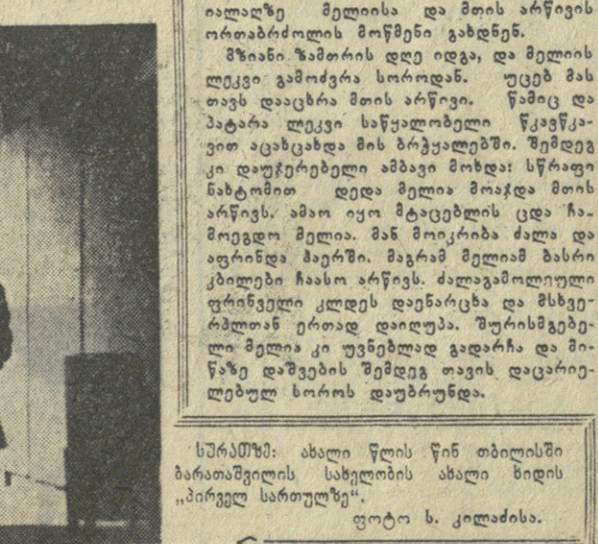 იალაღზე მელიისა და მთის არწივის
ორთაბრძოლის მოწმენი გახდნენ.
მზიანი ზამთრის დღე იდგა, და მელიის
ლეკვი გამოძვრა სოროდან. უცებ მას
თავს დააცხრა მთის არწივი. წამიც და
პატარა ლეკვი საწყალობელი წკავწკა-
ვით აცახცახდა მის ბრჭყალებში. შემდეგ
კი დაუჯერებელი ამბავი მოხდა: სწრაფი
ნახტომით დედა მელია მოაჯდა მთის
არწივს. ამაო იყო მტაცებლის ცდა ჩა-
მოეგდო მელია. მან მოიკრიბა ძალა და
აფრინდა ჰაერში. მაგრამ მელიამ ბასრი
კბილები ჩაასო არწივს. ძალაგამოლეული
ფრინველი კლდეს დაენარცხა და მსხვე-
რპლთან ერთად დაიღუპა. შურისმგებე-
ლი მელია კი უვნებლად გადარჩა და მი-
წაზე დაშვების შემდეგ თავის დაცარიე-
ლებულ სოროს დაუბრუნდა.
სურათზე: ახალი წლის წინ თბილისში
ბარათაშვილის სახელობის ახალი ხიდის
„პირველ სართულზე“.
ფოტო ს. კილაძისა.